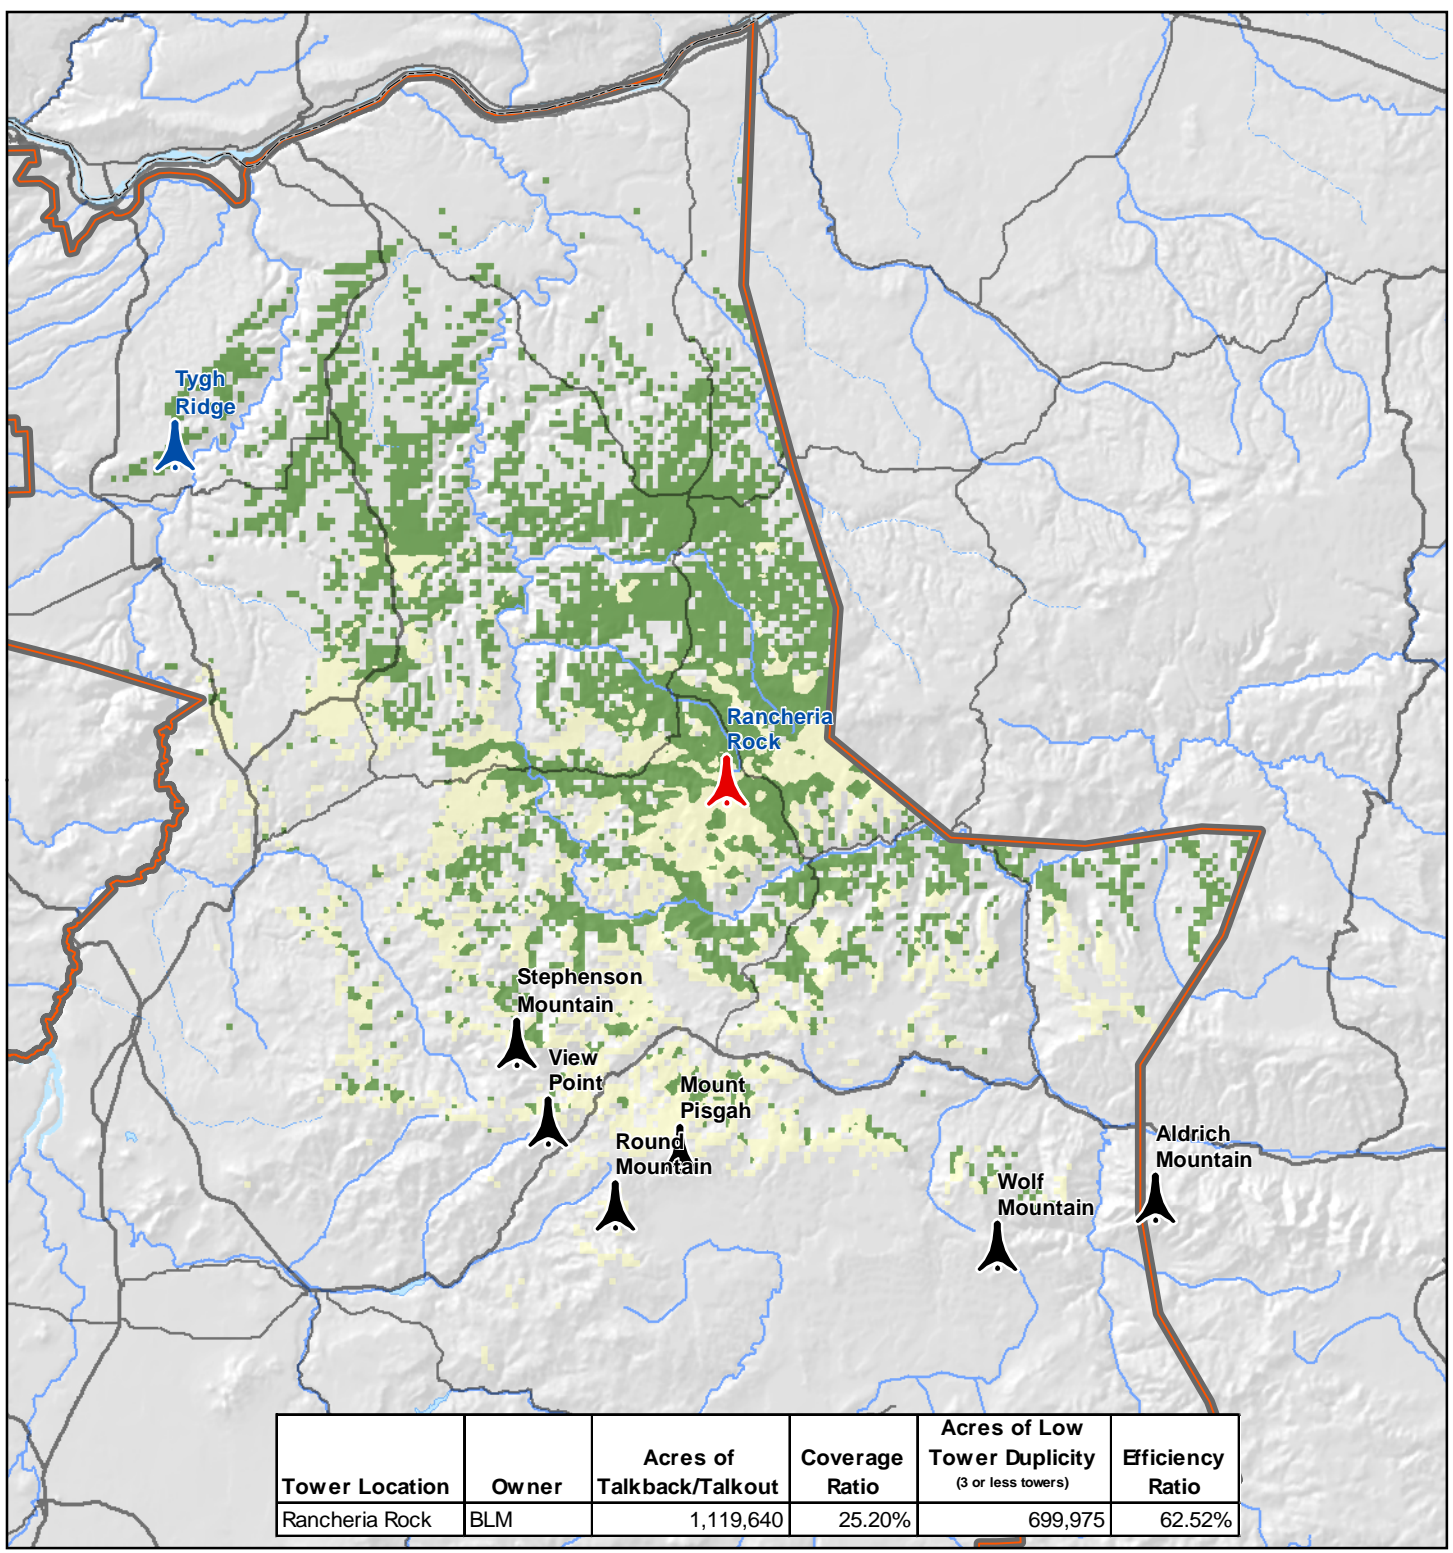 Tygh
Ridge
Rancheria
Rock
Stephenson
Mountain
View
Point
Mount
Pisgah
Round
Mountain
Aldrich
Mountain
Wolf
Mountain
Tower Location
Owner
Acres of
Talkback/Talkout
Coverage
Ratio
Acres of Low
Tower Duplicity
(3 or less towers)
Efficiency
Ratio
Rancheria Rock BLM 1,119,640 25.20% 699,975 62.52%